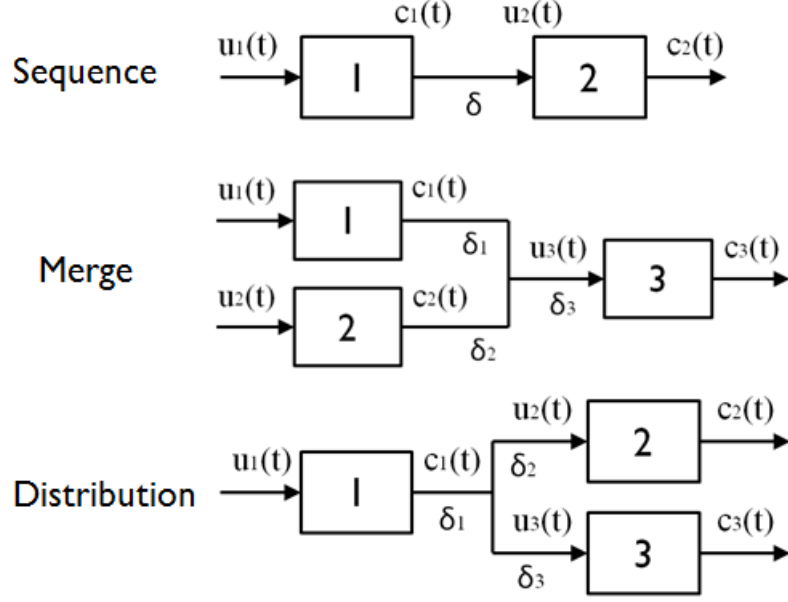 c₁(t) u₂(t)
Sequence u₁(t) 1 δ 2 c₂(t)
u₁(t) 1 c₁(t) δ₁
Merge u₃(t) δ₃ 3 c₃(t)
u₂(t) 2 c₂(t) δ₂
u₂(t) δ₂ 2 c₂(t)
Distribution u₁(t) 1 c₁(t) δ₁
u₃(t) δ₃ 3 c₃(t)